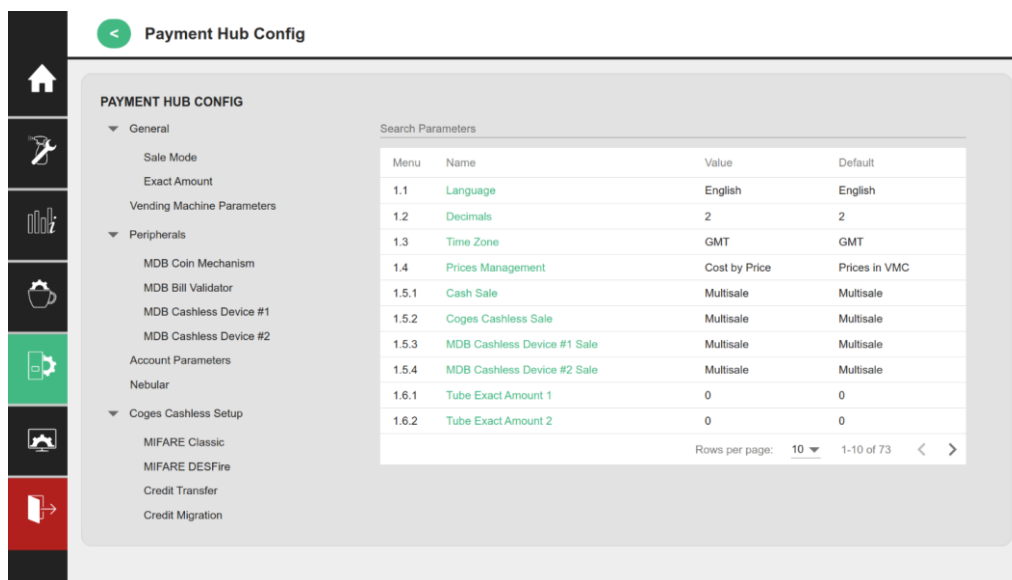 < Payment Hub Config
PAYMENT HUB CONFIG
General
Sale Mode
Exact Amount
Vending Machine Parameters
Peripherals
MDB Coin Mechanism
MDB Bill Validator
MDB Cashless Device #1
MDB Cashless Device #2
Account Parameters
Nebular
Coges Cashless Setup
MIFARE Classic
MIFARE DESFire
Credit Transfer
Credit Migration
Search Parameters
Menu Name Value Default
1.1 Language English English
1.2 Decimals 2 2
1.3 Time Zone GMT GMT
1.4 Prices Management Cost by Price Prices in VMC
1.5.1 Cash Sale Multisale Multisale
1.5.2 Coges Cashless Sale Multisale Multisale
1.5.3 MDB Cashless Device #1 Sale Multisale Multisale
1.5.4 MDB Cashless Device #2 Sale Multisale Multisale
1.6.1 Tube Exact Amount 1 0 0
1.6.2 Tube Exact Amount 2 0 0
Rows per page: 10 1-10 of 73 < >